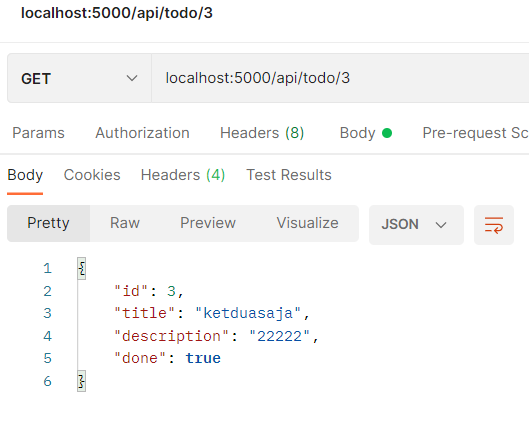 localhost:5000/api/todo/3
GET localhost:5000/api/todo/3
Params Authorization Headers (8) Body Pre-request Sc
Body Cookies Headers (4) Test Results
Pretty Raw Preview Visualize JSON
1 {
2 "id": 3,
3 "title": "ketduasaja",
4 "description": "22222",
5 "done": true
6 }